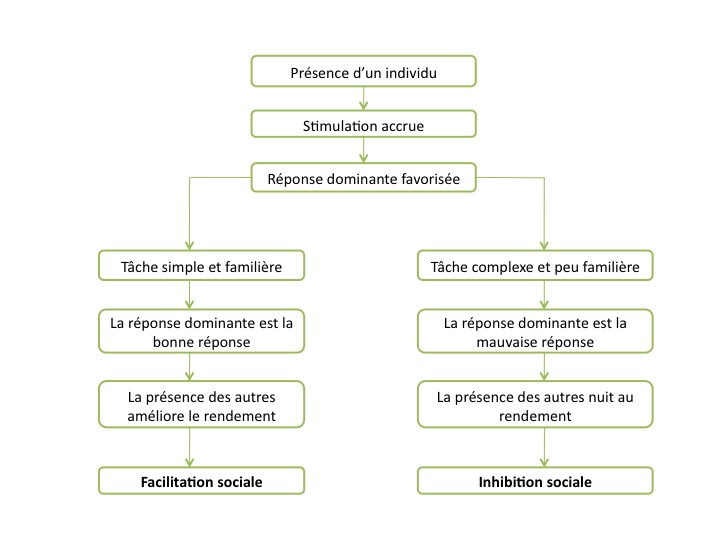 Présence d’un individu
Stimulation accrue
Réponse dominante favorisée
Tâche simple et familière
Tâche complexe et peu familière
La réponse dominante est la
bonne réponse
La réponse dominante est la
mauvaise réponse
La présence des autres
améliore le rendement
La présence des autres nuit au
rendement
Facilitation sociale
Inhibition sociale